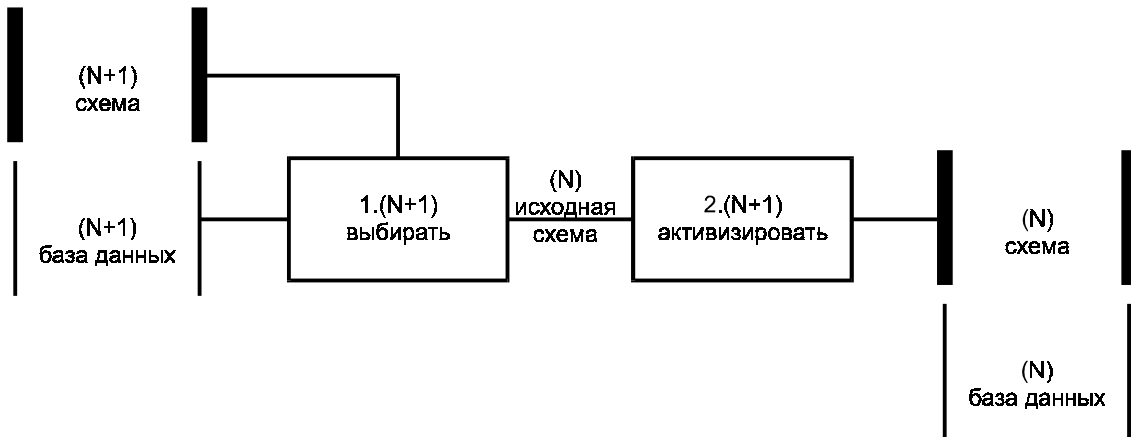 (N+1)
схема
(N+1)
база данных
1.(N+1)
выбирать
(N)
исходная
схема
2.(N+1)
активизировать
(N)
схема
(N)
база данных